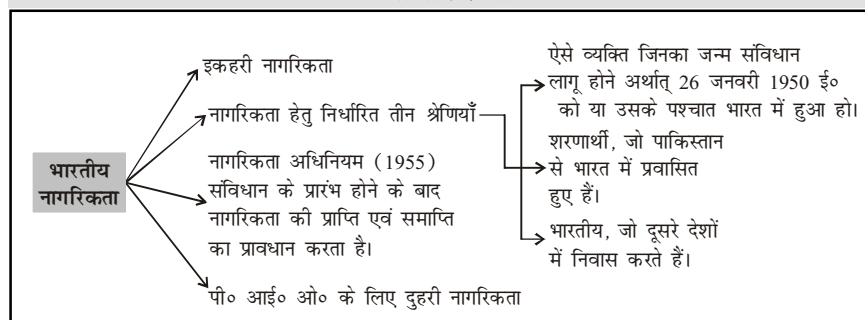 भारतीय
नागरिकता
इकहरी नागरिकता
नागरिकता हेतु निर्धारित तीन श्रेणियाँ
नागरिकता अधिनियम (1955)
संविधान के प्रारंभ होने के बाद
नागरिकता की प्राप्ति एवं समाप्ति
का प्रावधान करता है।
पी० आई० ओ० के लिए दुहरी नागरिकता
ऐसे व्यक्ति जिनका जन्म संविधान
लागू होने अर्थात् 26 जनवरी 1950 ई०
को या उसके पश्चात भारत में हुआ हो।
शरणार्थी, जो पाकिस्तान
से भारत में प्रवासित
हुए हैं।
भारतीय, जो दूसरे देशों
में निवास करते हैं।